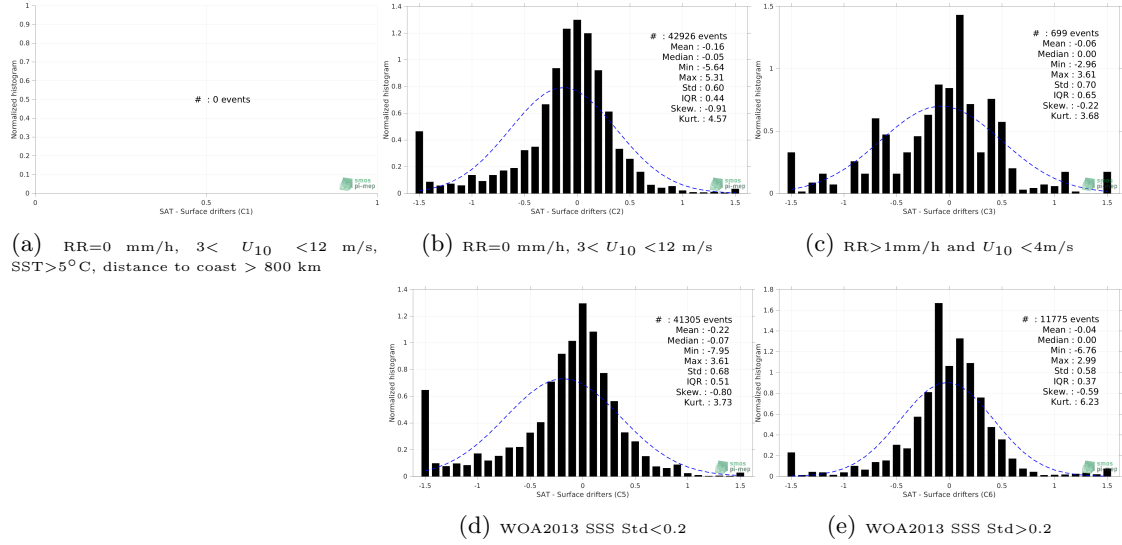 1
0.9
0.8
0.7
0.6
0.5
0.4
0.3
0.2
0.1
0
Normalized histogram
# : 0 events
smos
pi-mep
0 0.5 1
SAT - Surface drifters (C1)
(a) RR=0 mm/h, 3< U10 <12 m/s,
SST>5°C, distance to coast > 800 km
1.4
1.2
1
0.8
0.6
0.4
0.2
0
Normalized histogram
# : 42926 events
Mean : -0.16
Median : -0.05
Min : -5.64
Max : 5.31
Std : 0.60
IQR : 0.44
Skew. : -0.91
Kurt. : 4.57
smos
pi-mep
-1.5 -1 -0.5 0 0.5 1 1.5
SAT - Surface drifters (C2)
(b) RR=0 mm/h, 3< U10 <12 m/s
1.5
1
0.5
0
Normalized histogram
# : 699 events
Mean : -0.06
Median : 0.00
Min : -2.96
Max : 3.61
Std : 0.70
IQR : 0.65
Skew. : -0.22
Kurt. : 3.68
smos
pi-mep
-1.5 -1 -0.5 0 0.5 1 1.5
SAT - Surface drifters (C3)
(c) RR>1mm/h and U10 <4m/s
1.4
1.2
1
0.8
0.6
0.4
0.2
0
Normalized histogram
# : 41305 events
Mean : -0.22
Median : -0.07
Min : -7.95
Max : 3.61
Std : 0.68
IQR : 0.51
Skew. : -0.80
Kurt. : 3.73
smos
pi-mep
-1.5 -1 -0.5 0 0.5 1 1.5
SAT - Surface drifters (C5)
(d) WOA2013 SSS Std<0.2
1.8
1.6
1.4
1.2
1
0.8
0.6
0.4
0.2
0
Normalized histogram
# : 11775 events
Mean : -0.04
Median : 0.00
Min : -6.76
Max : 2.99
Std : 0.58
IQR : 0.37
Skew. : -0.59
Kurt. : 6.23
smos
pi-mep
-1.5 -1 -0.5 0 0.5 1 1.5
SAT - Surface drifters (C6)
(e) WOA2013 SSS Std>0.2